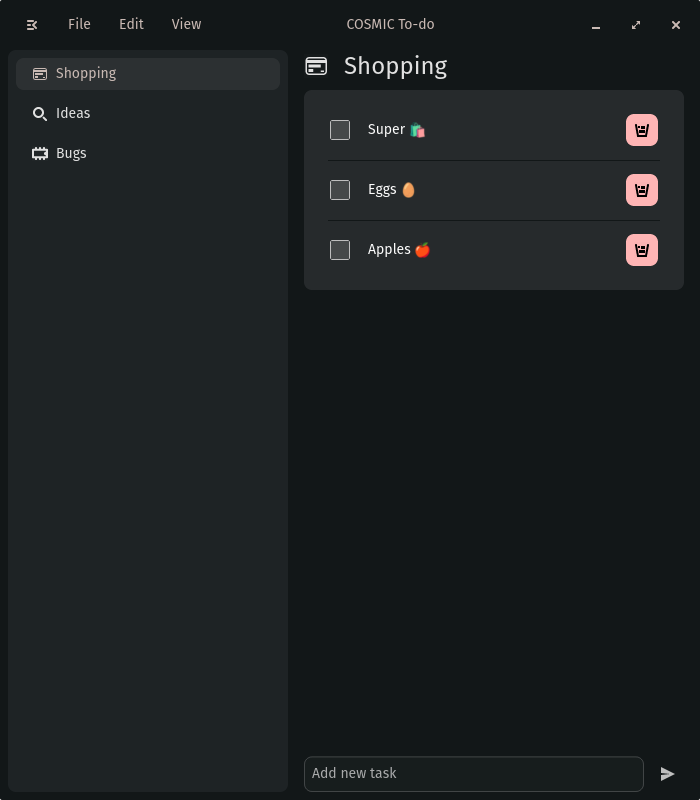 File Edit View COSMIC To-do
Shopping
Ideas
Bugs
Shopping
Super 🛍️
Eggs 🥚
Apples 🍎
Add new task